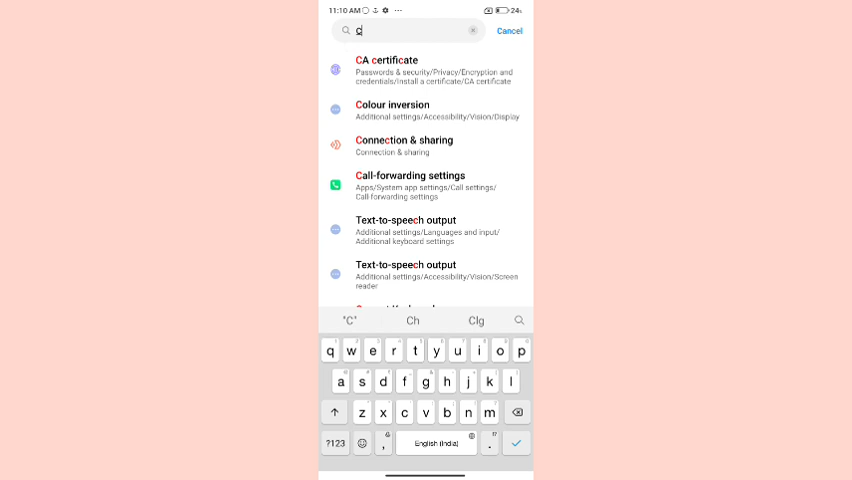 11:10 AM ··· 24%
c Cancel
CA certificate
Passwords & security/Privacy/Encryption and
credentials/Install a certificate/CA certificate
Colour inversion
Additional settings/Accessibility/Vision/Display
Connection & sharing
Connection & sharing
Call-forwarding settings
Apps/System app settings/Call settings/
Call-forwarding settings
Text-to-speech output
Additional settings/Languages and input/
Additional keyboard settings
Text-to-speech output
Additional settings/Accessibility/Vision/Screen
reader
"C" Ch Clg
q w e r t y u i o p
a s d f g h j k l
z x c v b n m
?123 , English (India) .